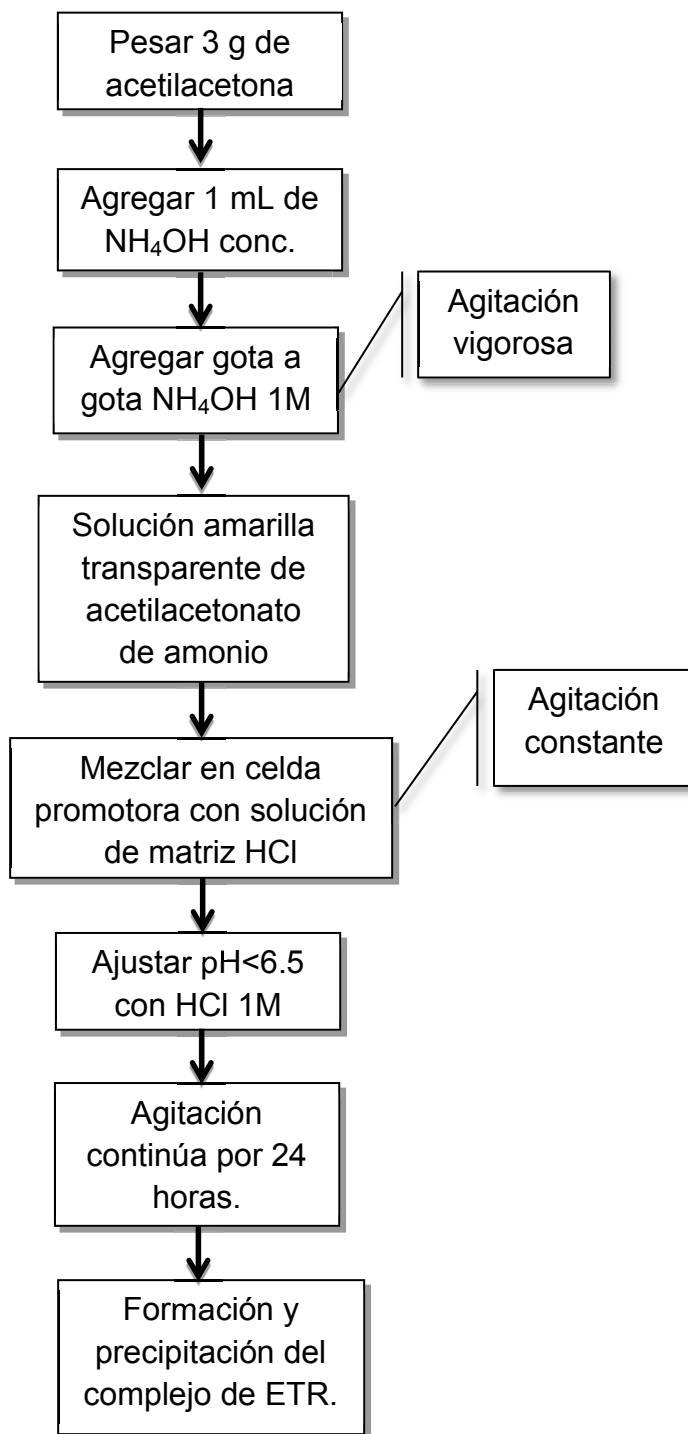 Pesar 3 g de
acetilacetona
Agregar 1 mL de
NH₄OH conc.
Agregar gota a
gota NH₄OH 1M
Agitación
vigorosa
Solución amarilla
transparente de
acetilacetonato
de amonio
Mezclar en celda
promotora con solución
de matriz HCl
Agitación
constante
Ajustar pH<6.5
con HCl 1M
Agitación
continúa por 24
horas.
Formación y
precipitación del
complejo de ETR.